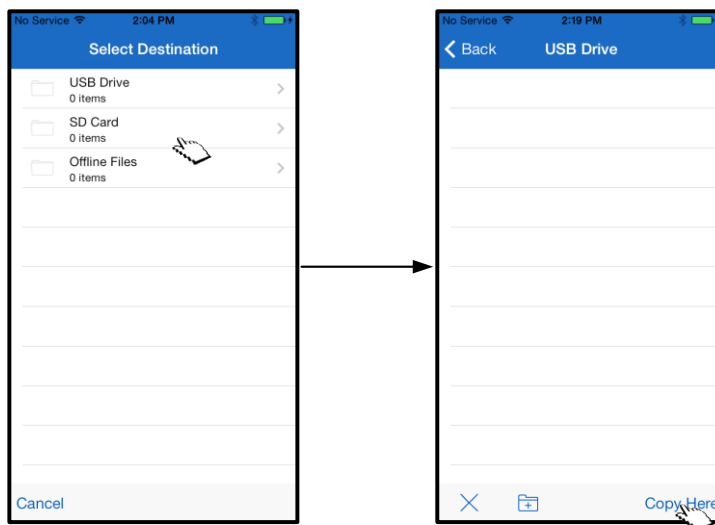 No Service 2:04 PM
Select Destination
USB Drive
0 items
SD Card
0 items
Offline Files
0 items
Cancel
No Service 2:19 PM
Back USB Drive
Copy Here